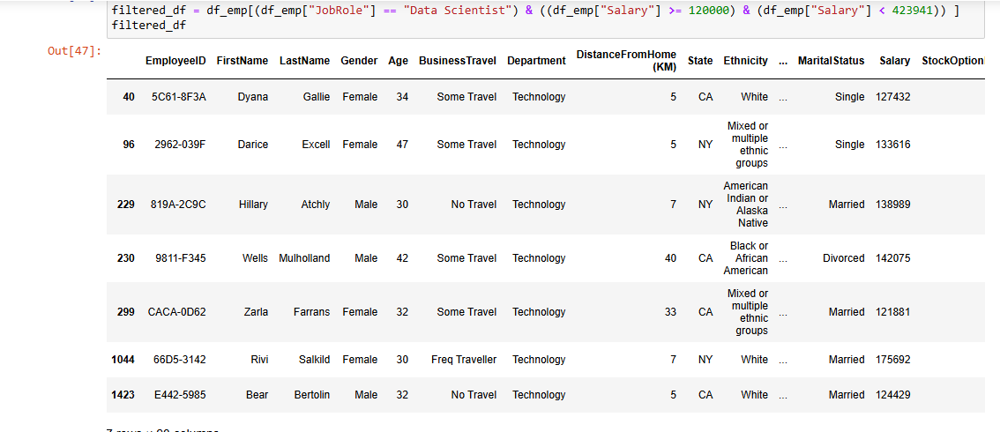 filtered_df = df_emp[(df_emp["JobRole"] == "Data Scientist") & ((df_emp["Salary"] >= 120000) & (df_emp["Salary"] < 423941)) ]
filtered_df
Out[47]:
EmployeeID FirstName LastName Gender Age BusinessTravel Department DistanceFromHome (KM) State Ethnicity ... MaritalStatus Salary StockOptionl
40 5C61-8F3A Dyana Gallie Female 34 Some Travel Technology 5 CA White ... Single 127432
96 2962-039F Darice Excell Female 47 Some Travel Technology 5 NY Mixed or multiple ethnic groups ... Single 133616
229 819A-2C9C Hillary Atchly Male 30 No Travel Technology 7 NY American Indian or Alaska Native ... Married 138989
230 9811-F345 Wells Mulholland Male 42 Some Travel Technology 40 CA Black or African American ... Divorced 142075
299 CACA-0D62 Zarla Farrans Female 32 Some Travel Technology 33 CA Mixed or multiple ethnic groups ... Married 121881
1044 66D5-3142 Rivi Salkild Female 30 Freq Traveller Technology 7 NY White ... Married 175692
1423 E442-5985 Bear Bertolin Male 32 No Travel Technology 5 CA White ... Married 124429